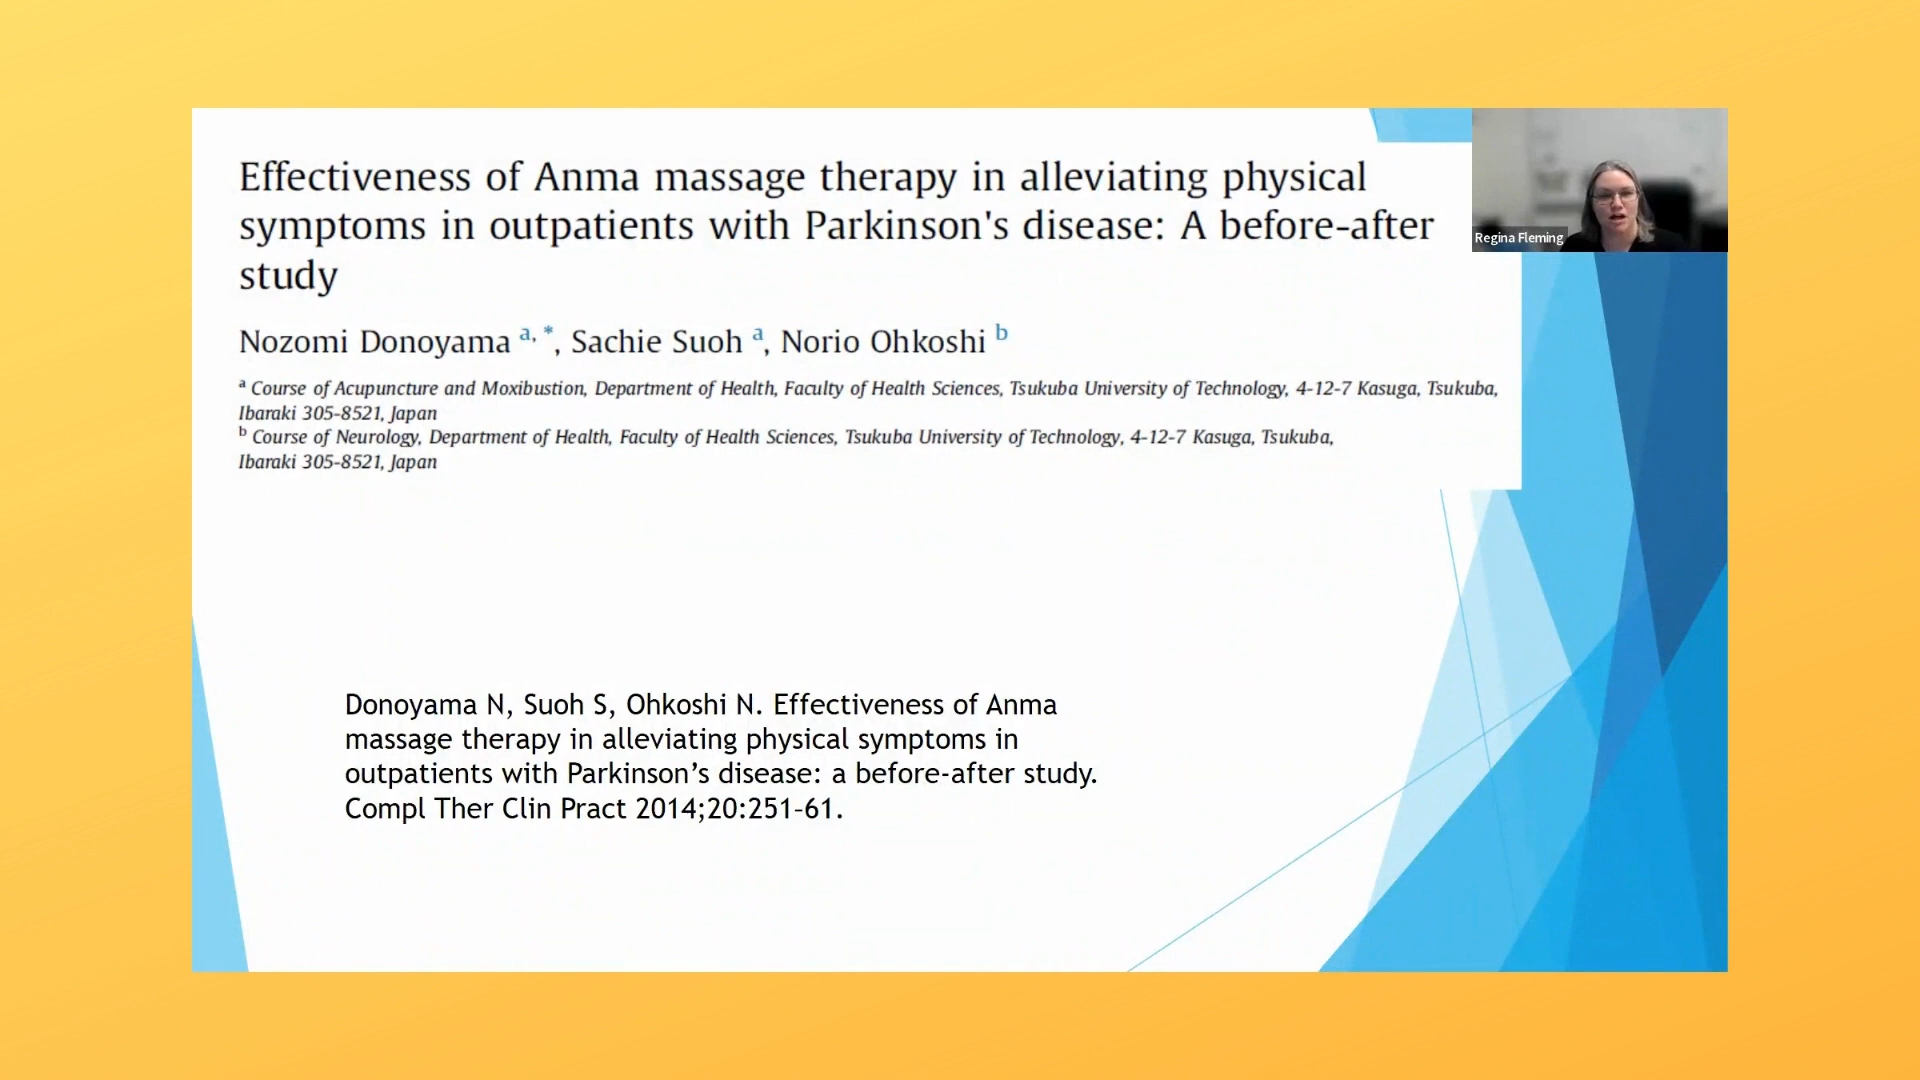 Effectiveness of Anma massage therapy in alleviating physical
symptoms in outpatients with Parkinson's disease: A before-after
study
Nozomi Donoyama a, *, Sachie Suoh a, Norio Ohkoshi b
a Course of Acupuncture and Moxibustion, Department of Health, Faculty of Health Sciences, Tsukuba University of Technology, 4-12-7 Kasuga, Tsukuba,
Ibaraki 305-8521, Japan
b Course of Neurology, Department of Health, Faculty of Health Sciences, Tsukuba University of Technology, 4-12-7 Kasuga, Tsukuba,
Ibaraki 305-8521, Japan
Regina Fleming
Donoyama N, Suoh S, Ohkoshi N. Effectiveness of Anma
massage therapy in alleviating physical symptoms in
outpatients with Parkinson’s disease: a before-after study.
Compl Ther Clin Pract 2014;20:251–61.